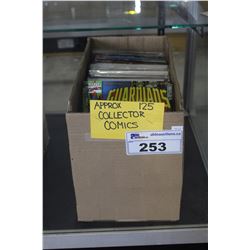 GUARDIANS
APPROX 125
COLLECTOR
COMICS
253